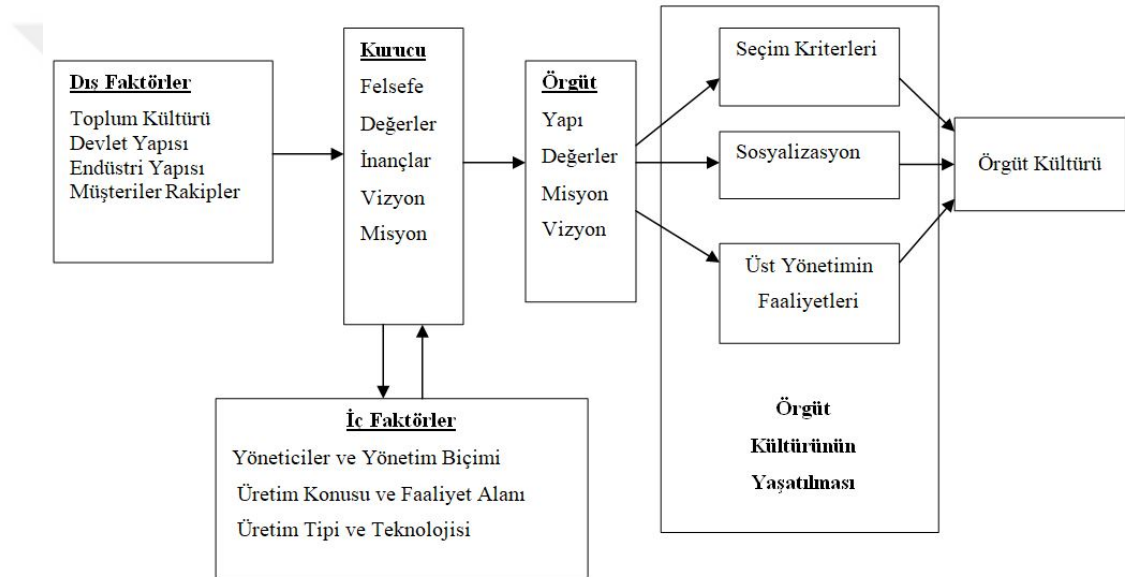 Dış Faktörler
Toplum Kültürü
Devlet Yapısı
Endüstri Yapısı
Müşteriler Rakipler
Kurucu
Felsefe
Değerler
İnançlar
Vizyon
Misyon
Örgüt
Yapı
Değerler
Misyon
Vizyon
Seçim Kriterleri
Sosyalizasyon
Üst Yönetimin
Faaliyetleri
Örgüt
Kültürünün
Yaşatılması
Örgüt Kültürü
İç Faktörler
Yöneticiler ve Yönetim Biçimi
Üretim Konusu ve Faaliyet Alanı
Üretim Tipi ve Teknolojisi